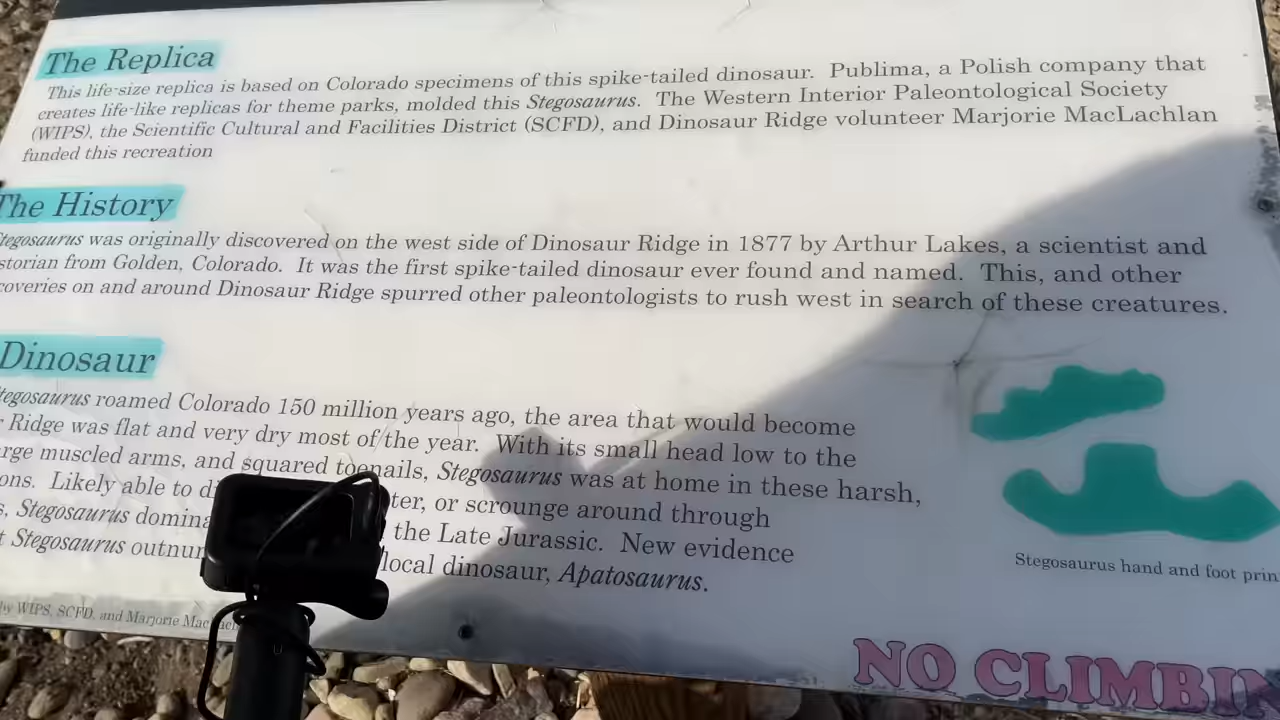 The Replica
This life-size replica is based on Colorado specimens of this spike-tailed dinosaur. Publima, a Polish company that
creates life-like replicas for theme parks, molded this Stegosaurus. The Western Interior Paleontological Society
(WIPS), the Scientific Cultural and Facilities District (SCFD), and Dinosaur Ridge volunteer Marjorie MacLachlan
funded this recreation
The History
tegosaurus was originally discovered on the west side of Dinosaur Ridge in 1877 by Arthur Lakes, a scientist and
storian from Golden, Colorado. It was the first spike-tailed dinosaur ever found and named. This, and other
coveries on and around Dinosaur Ridge spurred other paleontologists to rush west in search of these creatures.
Dinosaur
tegosaurus roamed Colorado 150 million years ago, the area that would become
Ridge was flat and very dry most of the year. With its small head low to the
rge muscled arms, and squared toenails, Stegosaurus was at home in these harsh,
ons. Likely able to di ter, or scrounge around through
s, Stegosaurus domina the Late Jurassic. New evidence
t Stegosaurus outnu local dinosaur, Apatosaurus.
Stegosaurus hand and foot prin
by WIPS, SCFD, and Marjorie Mac
NO CLIMBIN